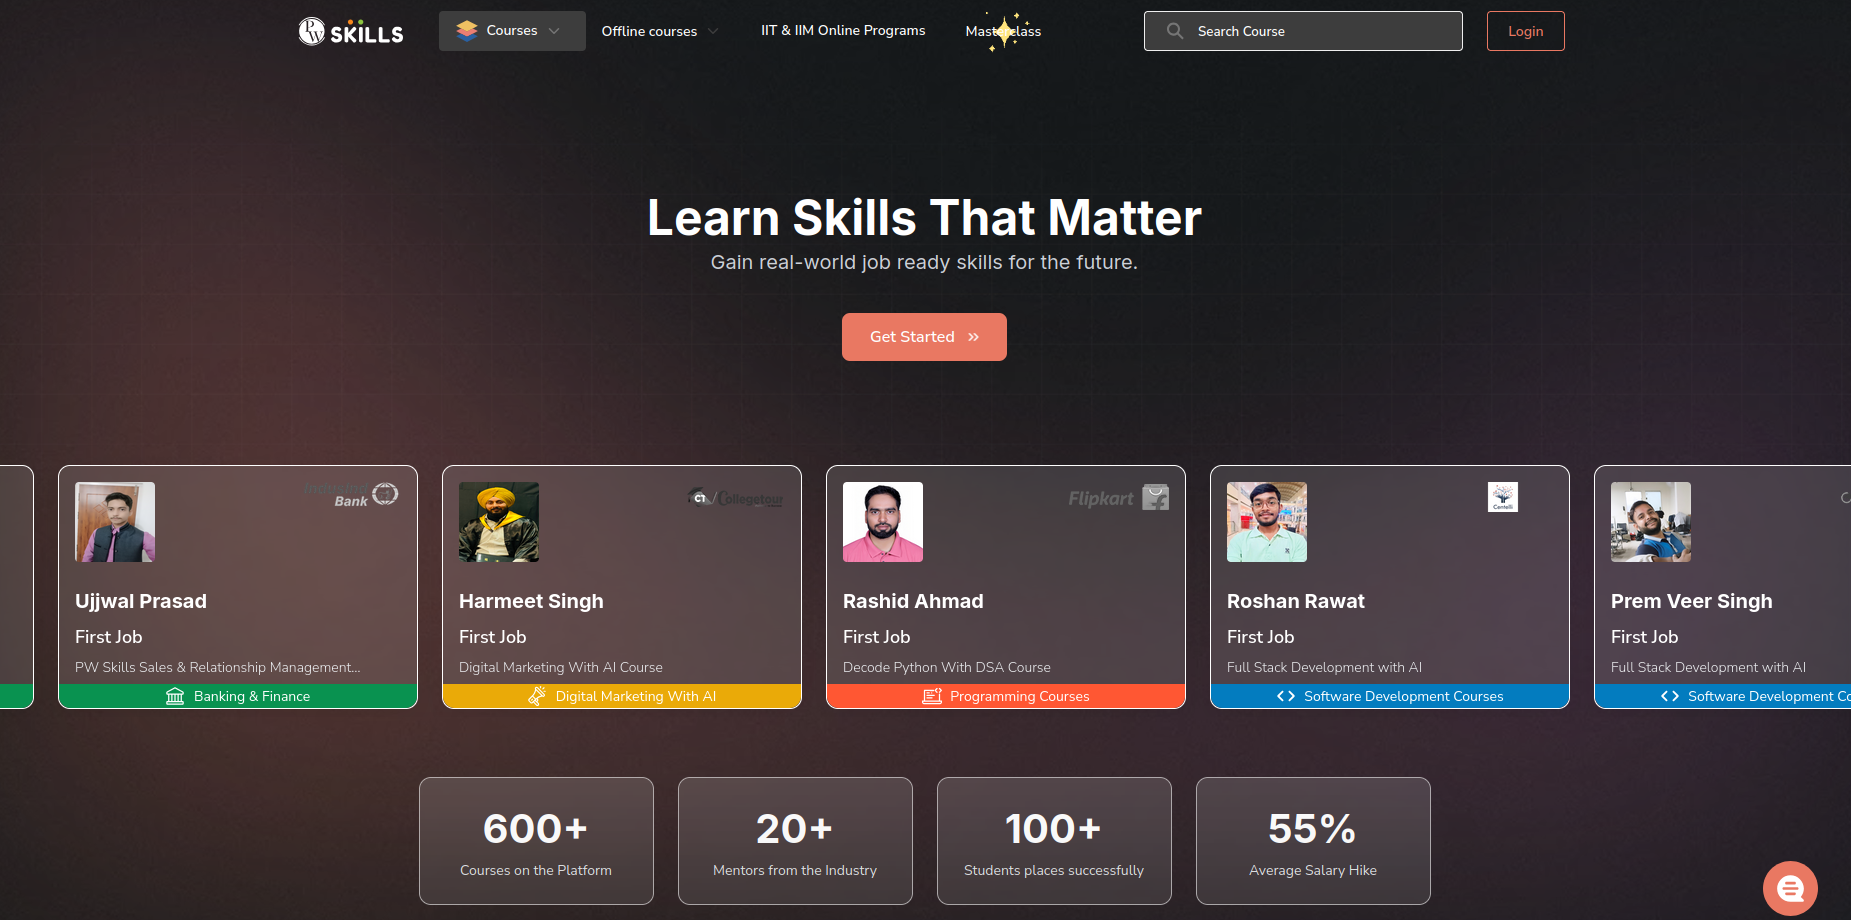 PW SKILLS
Courses
Offline courses
IIT & IIM Online Programs
Masterclass
Search Course
Login
Learn Skills That Matter
Gain real-world job ready skills for the future.
Get Started »
IndusInd
Bank
Ujjwal Prasad
First Job
PW Skills Sales & Relationship Management...
Banking & Finance
CT / Collegetour
Harmeet Singh
First Job
Digital Marketing With AI Course
Digital Marketing With AI
Flipkart
Rashid Ahmad
First Job
Decode Python With DSA Course
Programming Courses
Centelli
Roshan Rawat
First Job
Full Stack Development with AI
<> Software Development Courses
Prem Veer Singh
First Job
Full Stack Development with AI
<> Software Development Co
600+
Courses on the Platform
20+
Mentors from the Industry
100+
Students places successfully
55%
Average Salary Hike